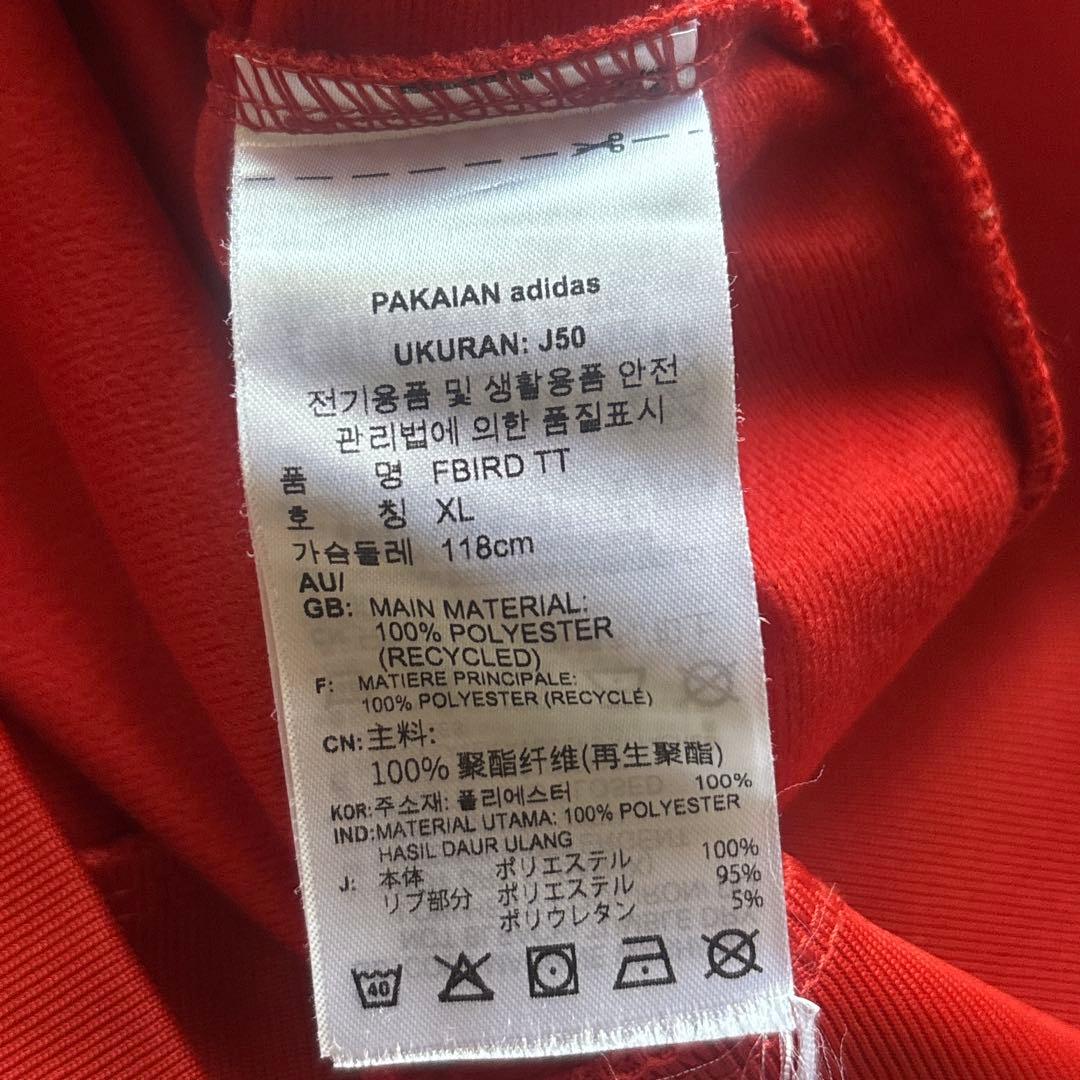 PAKAIAN adidas
UKURAN: J50
전기용품 및 생활용품 안전
관리법에 의한 품질표시
품 명 FBIRD TT
호 칭 XL
가슴둘레 118cm
AU/
GB: MAIN MATERIAL:
100% POLYESTER
(RECYCLED)
F: MATIERE PRINCIPALE:
100% POLYESTER (RECYCLÉ)
CN: 主料:
100% 聚酯纤维(再生聚酯)
KOR: 주소재: 폴리에스터 100%
IND: MATERIAL UTAMA: 100% POLYESTER
HASIL DAUR ULANG
J: 本体 ポリエステル 100%
リブ部分 ポリエステル 95%
ポリウレタン 5%
40